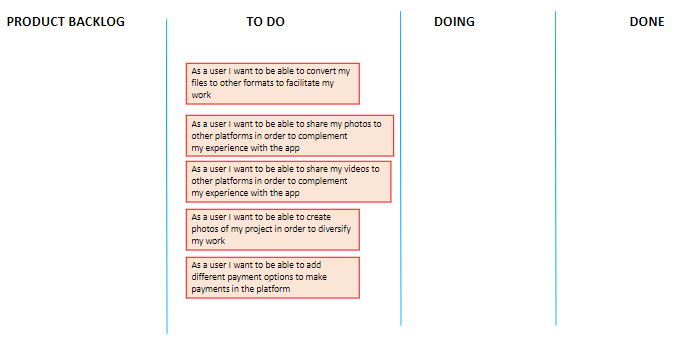 PRODUCT BACKLOG
TO DO
DOING
DONE
As a user I want to be able to convert my
files to other formats to facilitate my
work
As a user I want to be able to share my photos to
other platforms in order to complement
my experience with the app
As a user I want to be able to share my videos to
other platforms in order to complement
my experience with the app
As a user I want to be able to create
photos of my project in order to diversify
my work
As a user I want to be able to add
different payment options to make
payments in the platform